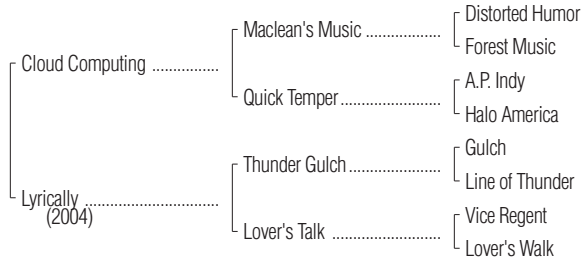 Distorted Humor
Maclean's Music ..................
Forest Music
Cloud Computing ................
A.P. Indy
Quick Temper........................
Halo America
Gulch
Thunder Gulch ......................
Line of Thunder
Lyrically ................................
(2004)
Vice Regent
Lover's Talk ..........................
Lover's Walk